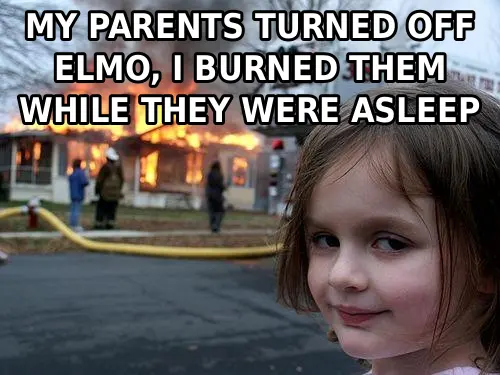 MY PARENTS TURNED OFF
ELMO, I BURNED THEM
WHILE THEY WERE ASLEEP